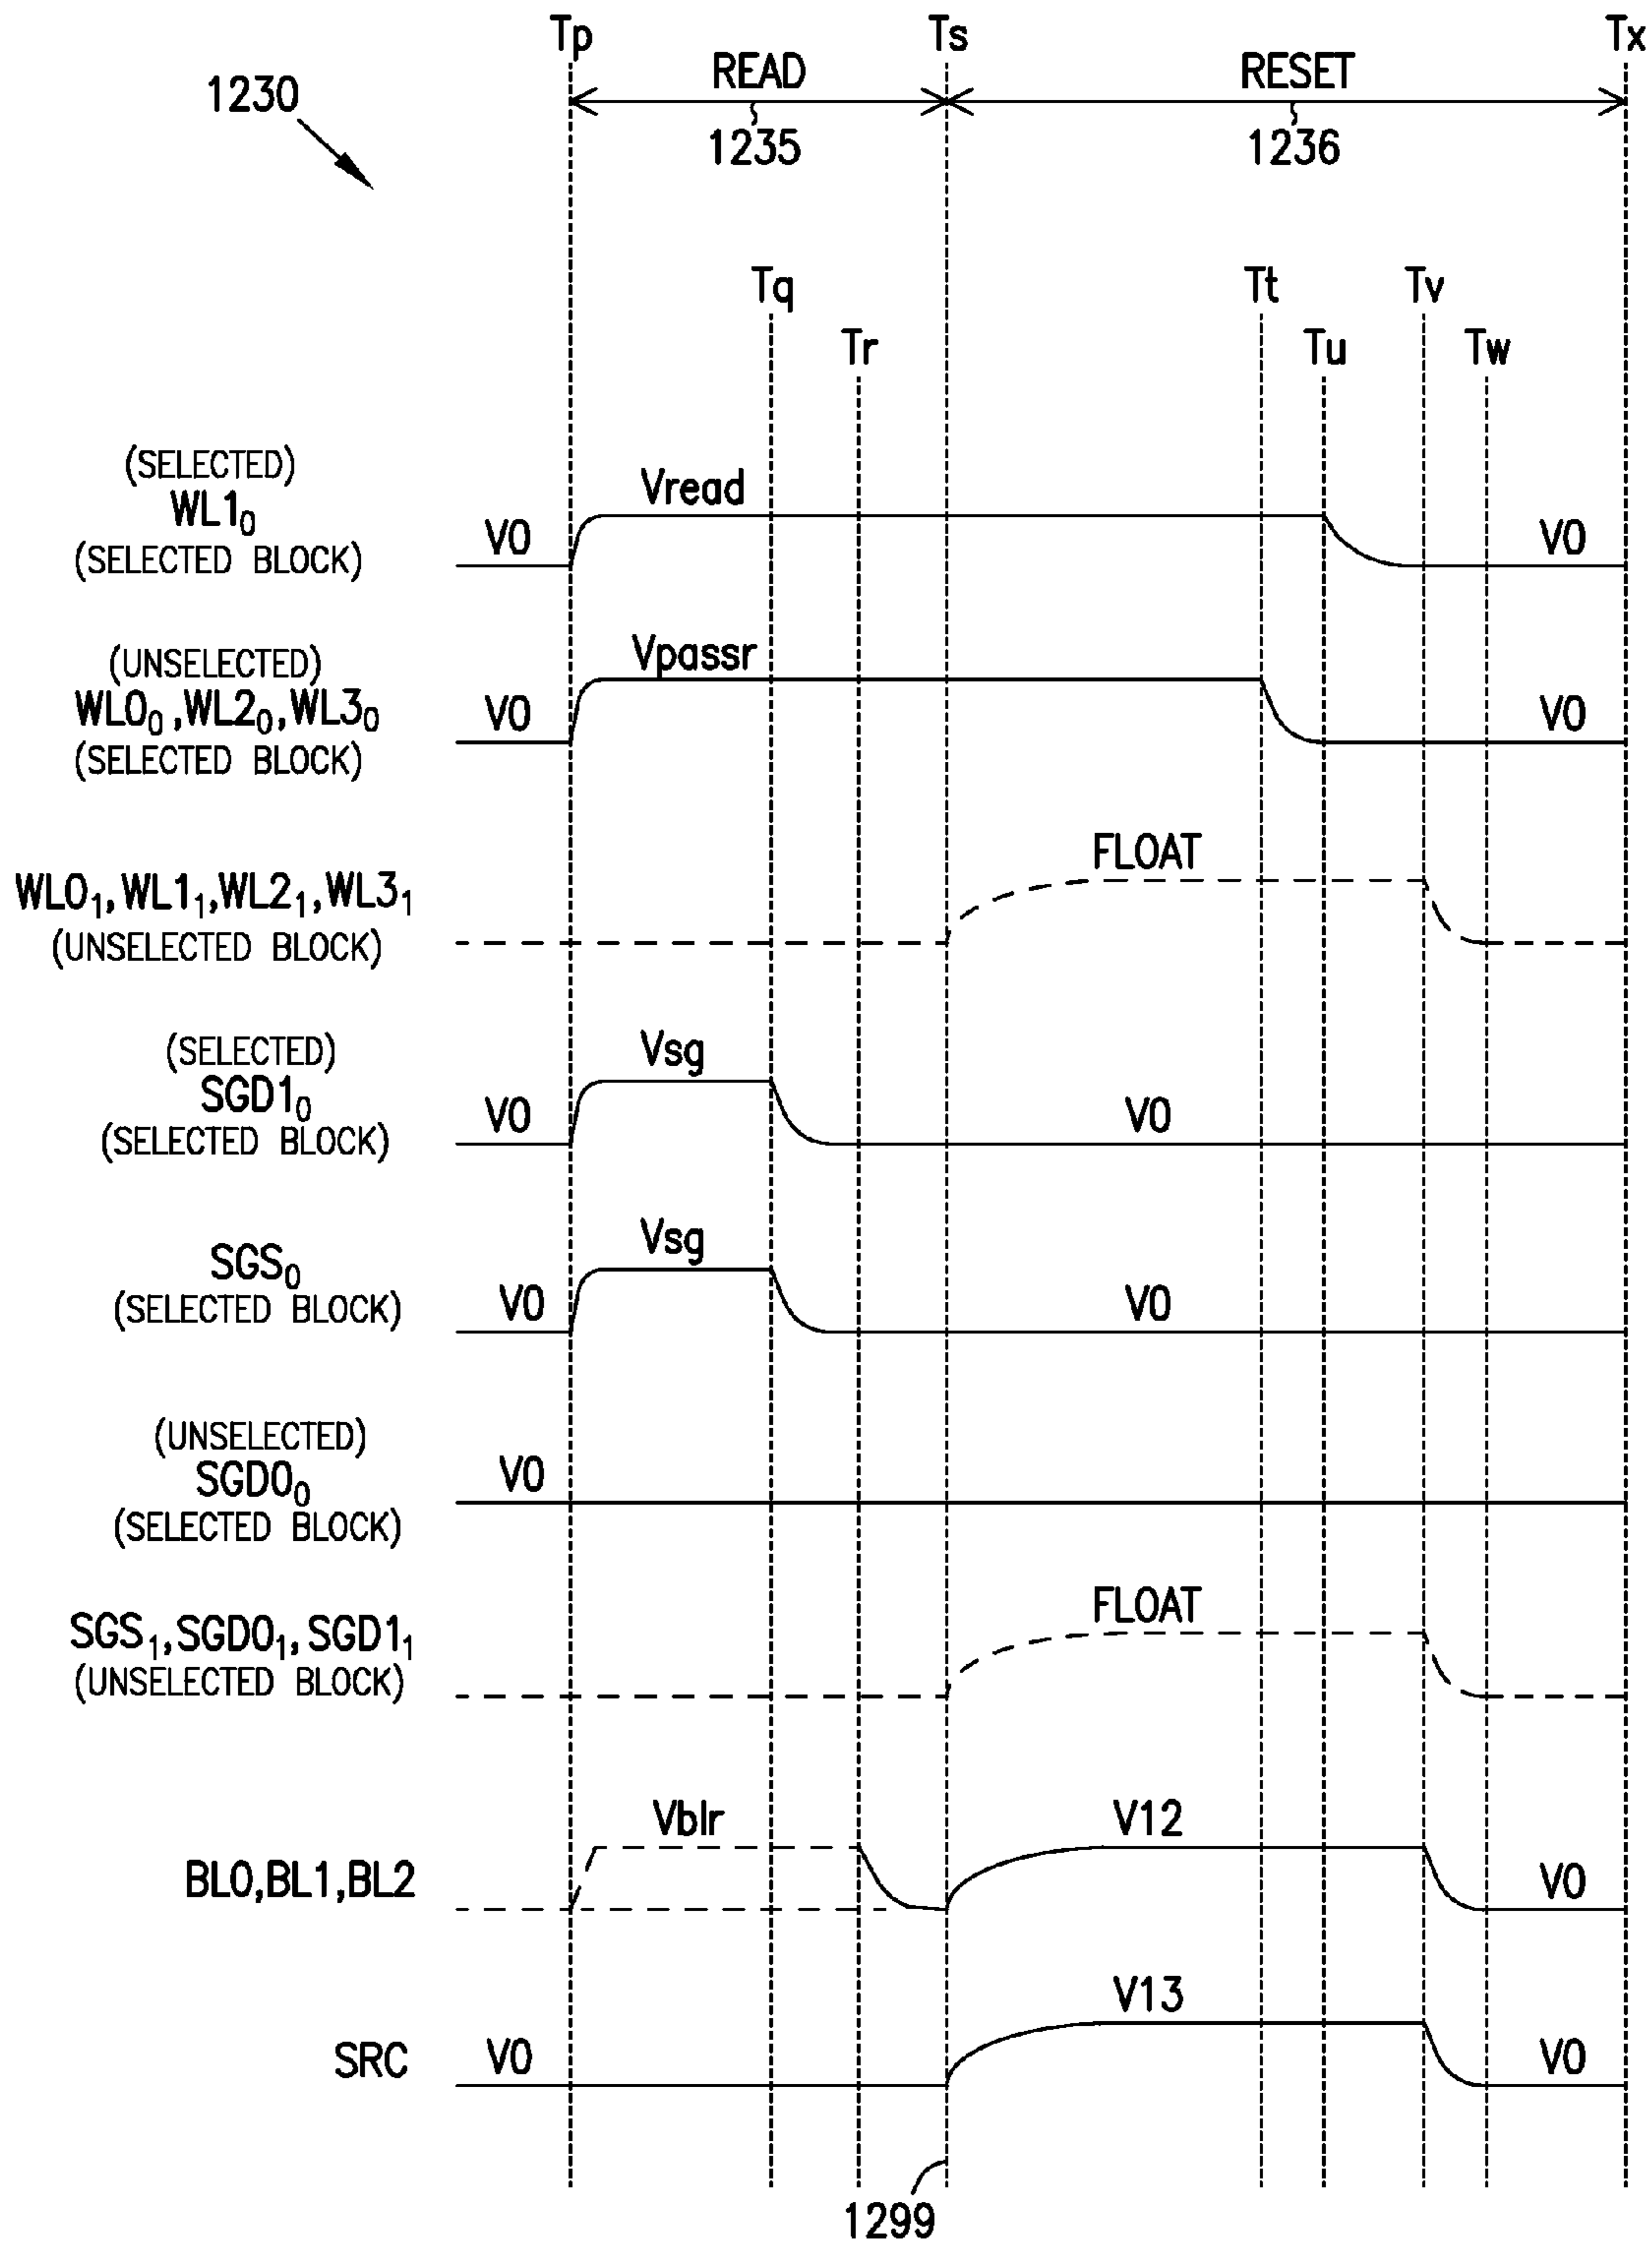 Tp Ts Tx
READ RESET
1230
1235 1236
Tq Tt Tv
Tr Tu Tw
(SELECTED)
WL1₀
(SELECTED BLOCK)
V0 Vread V0
(UNSELECTED)
WL0₀,WL2₀,WL3₀
(SELECTED BLOCK)
V0 Vpassr V0
WL0₁,WL1₁,WL2₁,WL3₁
(UNSELECTED BLOCK)
FLOAT
(SELECTED)
SGD1₀
(SELECTED BLOCK)
V0 Vsg V0
SGS₀
(SELECTED BLOCK)
V0 Vsg V0
(UNSELECTED)
SGD0₀
(SELECTED BLOCK)
V0
SGS₁,SGD0₁,SGD1₁
(UNSELECTED BLOCK)
FLOAT
BL0,BL1,BL2
Vblr V12 V0
SRC V0 V13 V0
1299